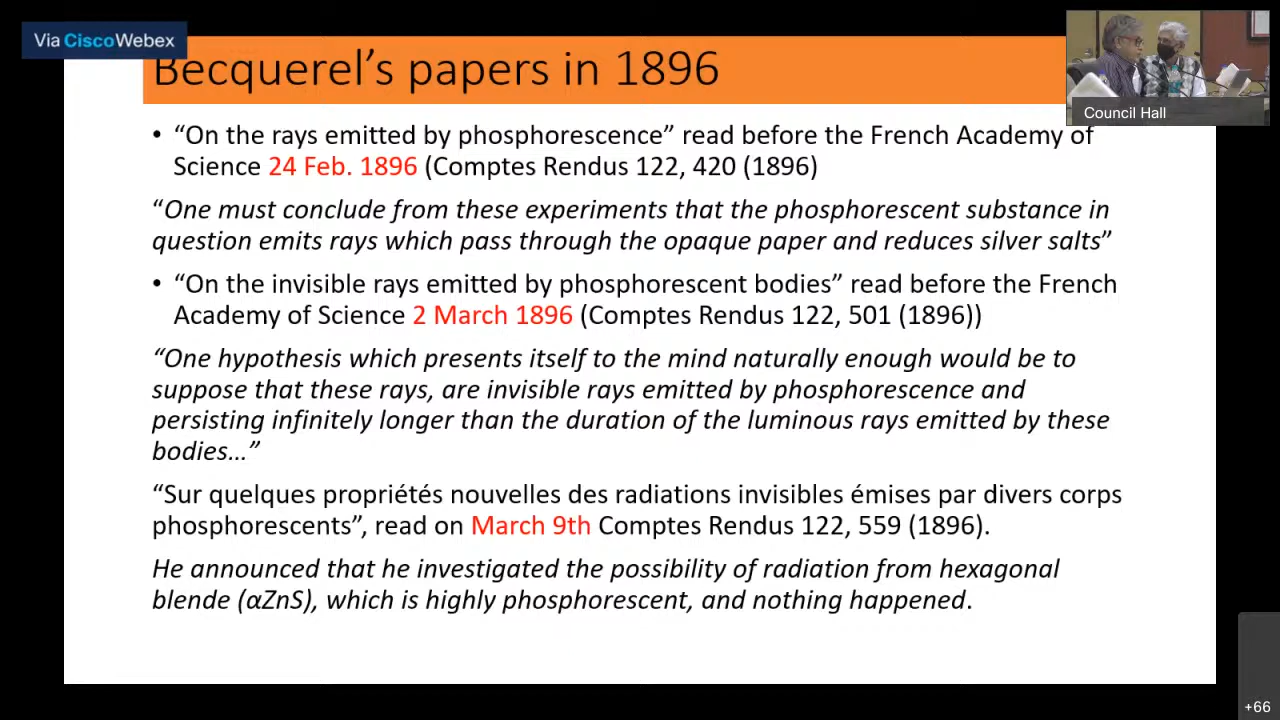 Via CiscoWebex
Becquerel’s papers in 1896
Council Hall
• “On the rays emitted by phosphorescence” read before the French Academy of
Science 24 Feb. 1896 (Comptes Rendus 122, 420 (1896)
“One must conclude from these experiments that the phosphorescent substance in
question emits rays which pass through the opaque paper and reduces silver salts”
• “On the invisible rays emitted by phosphorescent bodies” read before the French
Academy of Science 2 March 1896 (Comptes Rendus 122, 501 (1896))
“One hypothesis which presents itself to the mind naturally enough would be to
suppose that these rays, are invisible rays emitted by phosphorescence and
persisting infinitely longer than the duration of the luminous rays emitted by these
bodies…”
“Sur quelques propriétés nouvelles des radiations invisibles émises par divers corps
phosphorescents”, read on March 9th Comptes Rendus 122, 559 (1896).
He announced that he investigated the possibility of radiation from hexagonal
blende (αZnS), which is highly phosphorescent, and nothing happened.
+66